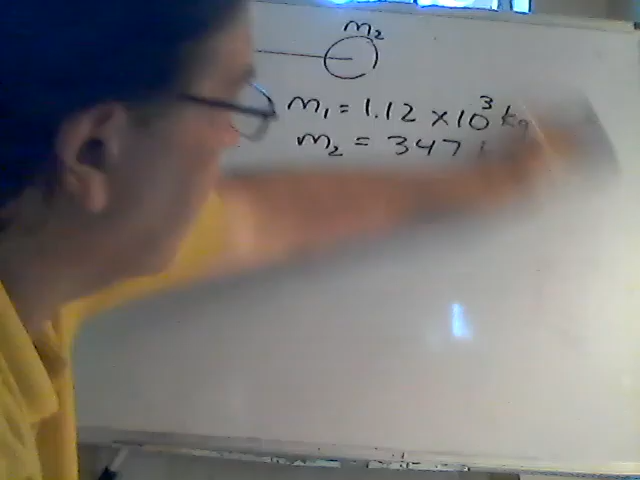 m₂
m₁ = 1.12 × 10³ kg
m₂ = 347